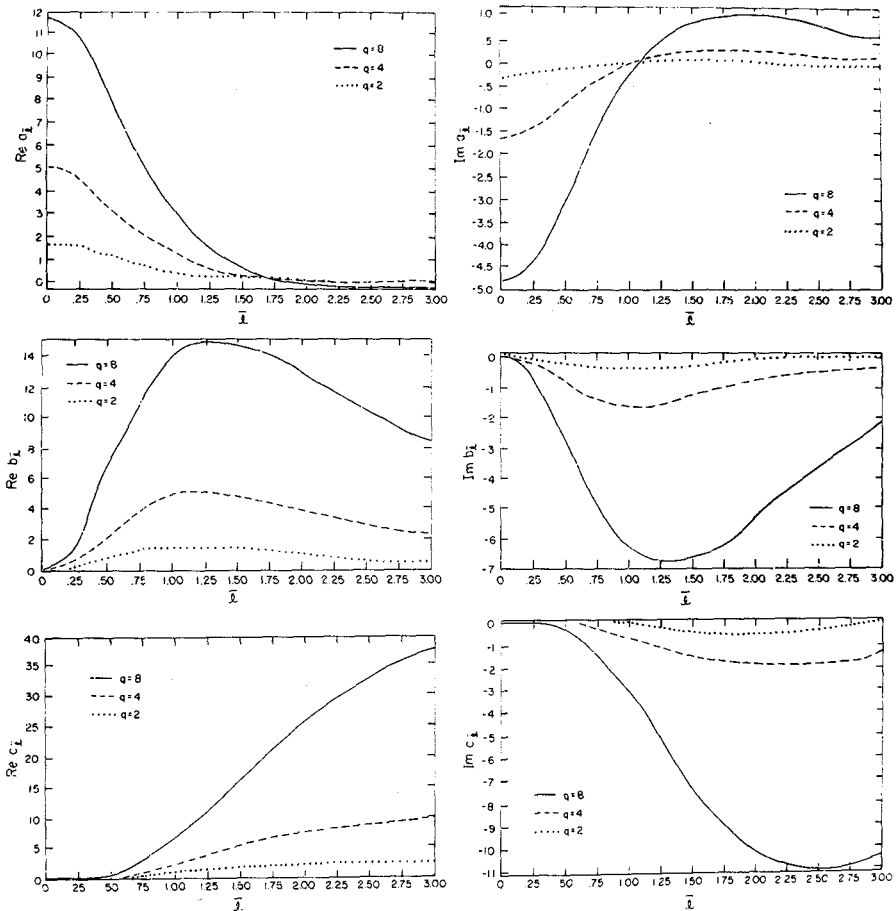 12
11
10
9
8
7
6
5
4
3
2
1
0
Re a_l̄
q=8
q=4
q=2
0 .25 .50 .75 1.00 1.25 1.50 1.75 2.00 2.25 2.50 2.75 3.00
l̄
1.0
.5
0
-.5
-1.0
-1.5
-2.0
-2.5
-3.0
-3.5
-4.0
-4.5
-5.0
Im a_l̄
q=8
q=4
q=2
0 .25 .50 .75 1.00 1.25 1.50 1.75 2.00 2.25 2.50 2.75 3.00
l̄
14
12
10
8
6
4
2
0
Re b_l̄
q=8
q=4
q=2
0 .25 .50 .75 1.00 1.25 1.50 1.75 2.00 2.25 2.50 2.75 3.00
l̄
0
-1
-2
-3
-4
-5
-6
-7
Im b_l̄
q=8
q=4
q=2
0 .25 .50 .75 1.00 1.25 1.50 1.75 2.00 2.25 2.50 2.75 3.00
l̄
40
35
30
25
20
15
10
5
0
Re c_l̄
q=8
q=4
q=2
0 .25 .50 .75 1.00 1.25 1.50 1.75 2.00 2.25 2.50 2.75 3.00
l̄
0
-1
-2
-3
-4
-5
-6
-7
-8
-9
-10
-11
Im c_l̄
q=8
q=4
q=2
0 .25 .50 .75 1.00 1.25 1.50 1.75 2.00 2.25 2.50 2.75 3.00
l̄